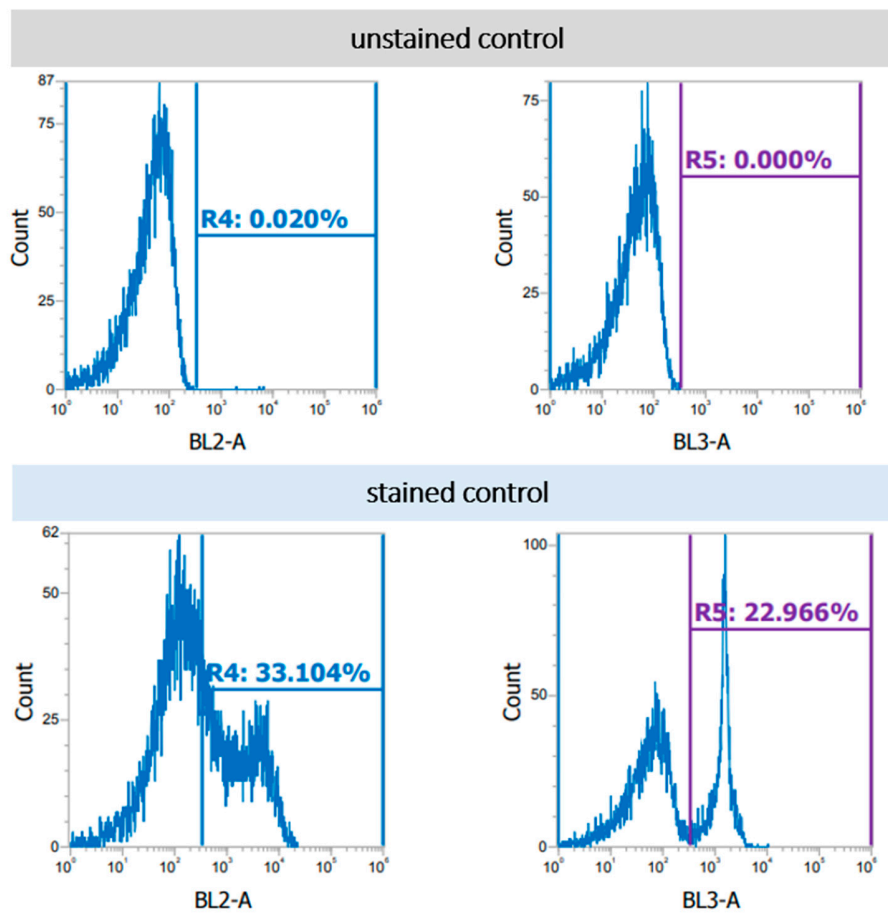 unstained control
87
75
50
25
0
Count
R4: 0.020%
10⁰ 10¹ 10² 10³ 10⁴ 10⁵ 10⁶
BL2-A
75
50
25
0
Count
R5: 0.000%
10⁰ 10¹ 10² 10³ 10⁴ 10⁵ 10⁶
BL3-A
stained control
62
50
25
0
Count
R4: 33.104%
10⁰ 10¹ 10² 10³ 10⁴ 10⁵ 10⁶
BL2-A
100
50
0
Count
R5: 22.966%
10⁰ 10¹ 10² 10³ 10⁴ 10⁵ 10⁶
BL3-A